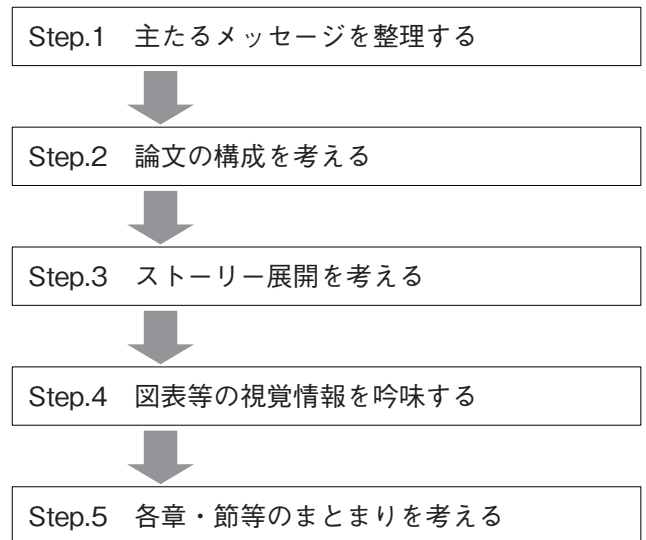 Step.1 主たるメッセージを整理する
Step.2 論文の構成を考える
Step.3 ストーリー展開を考える
Step.4 図表等の視覚情報を吟味する
Step.5 各章・節等のまとまりを考える